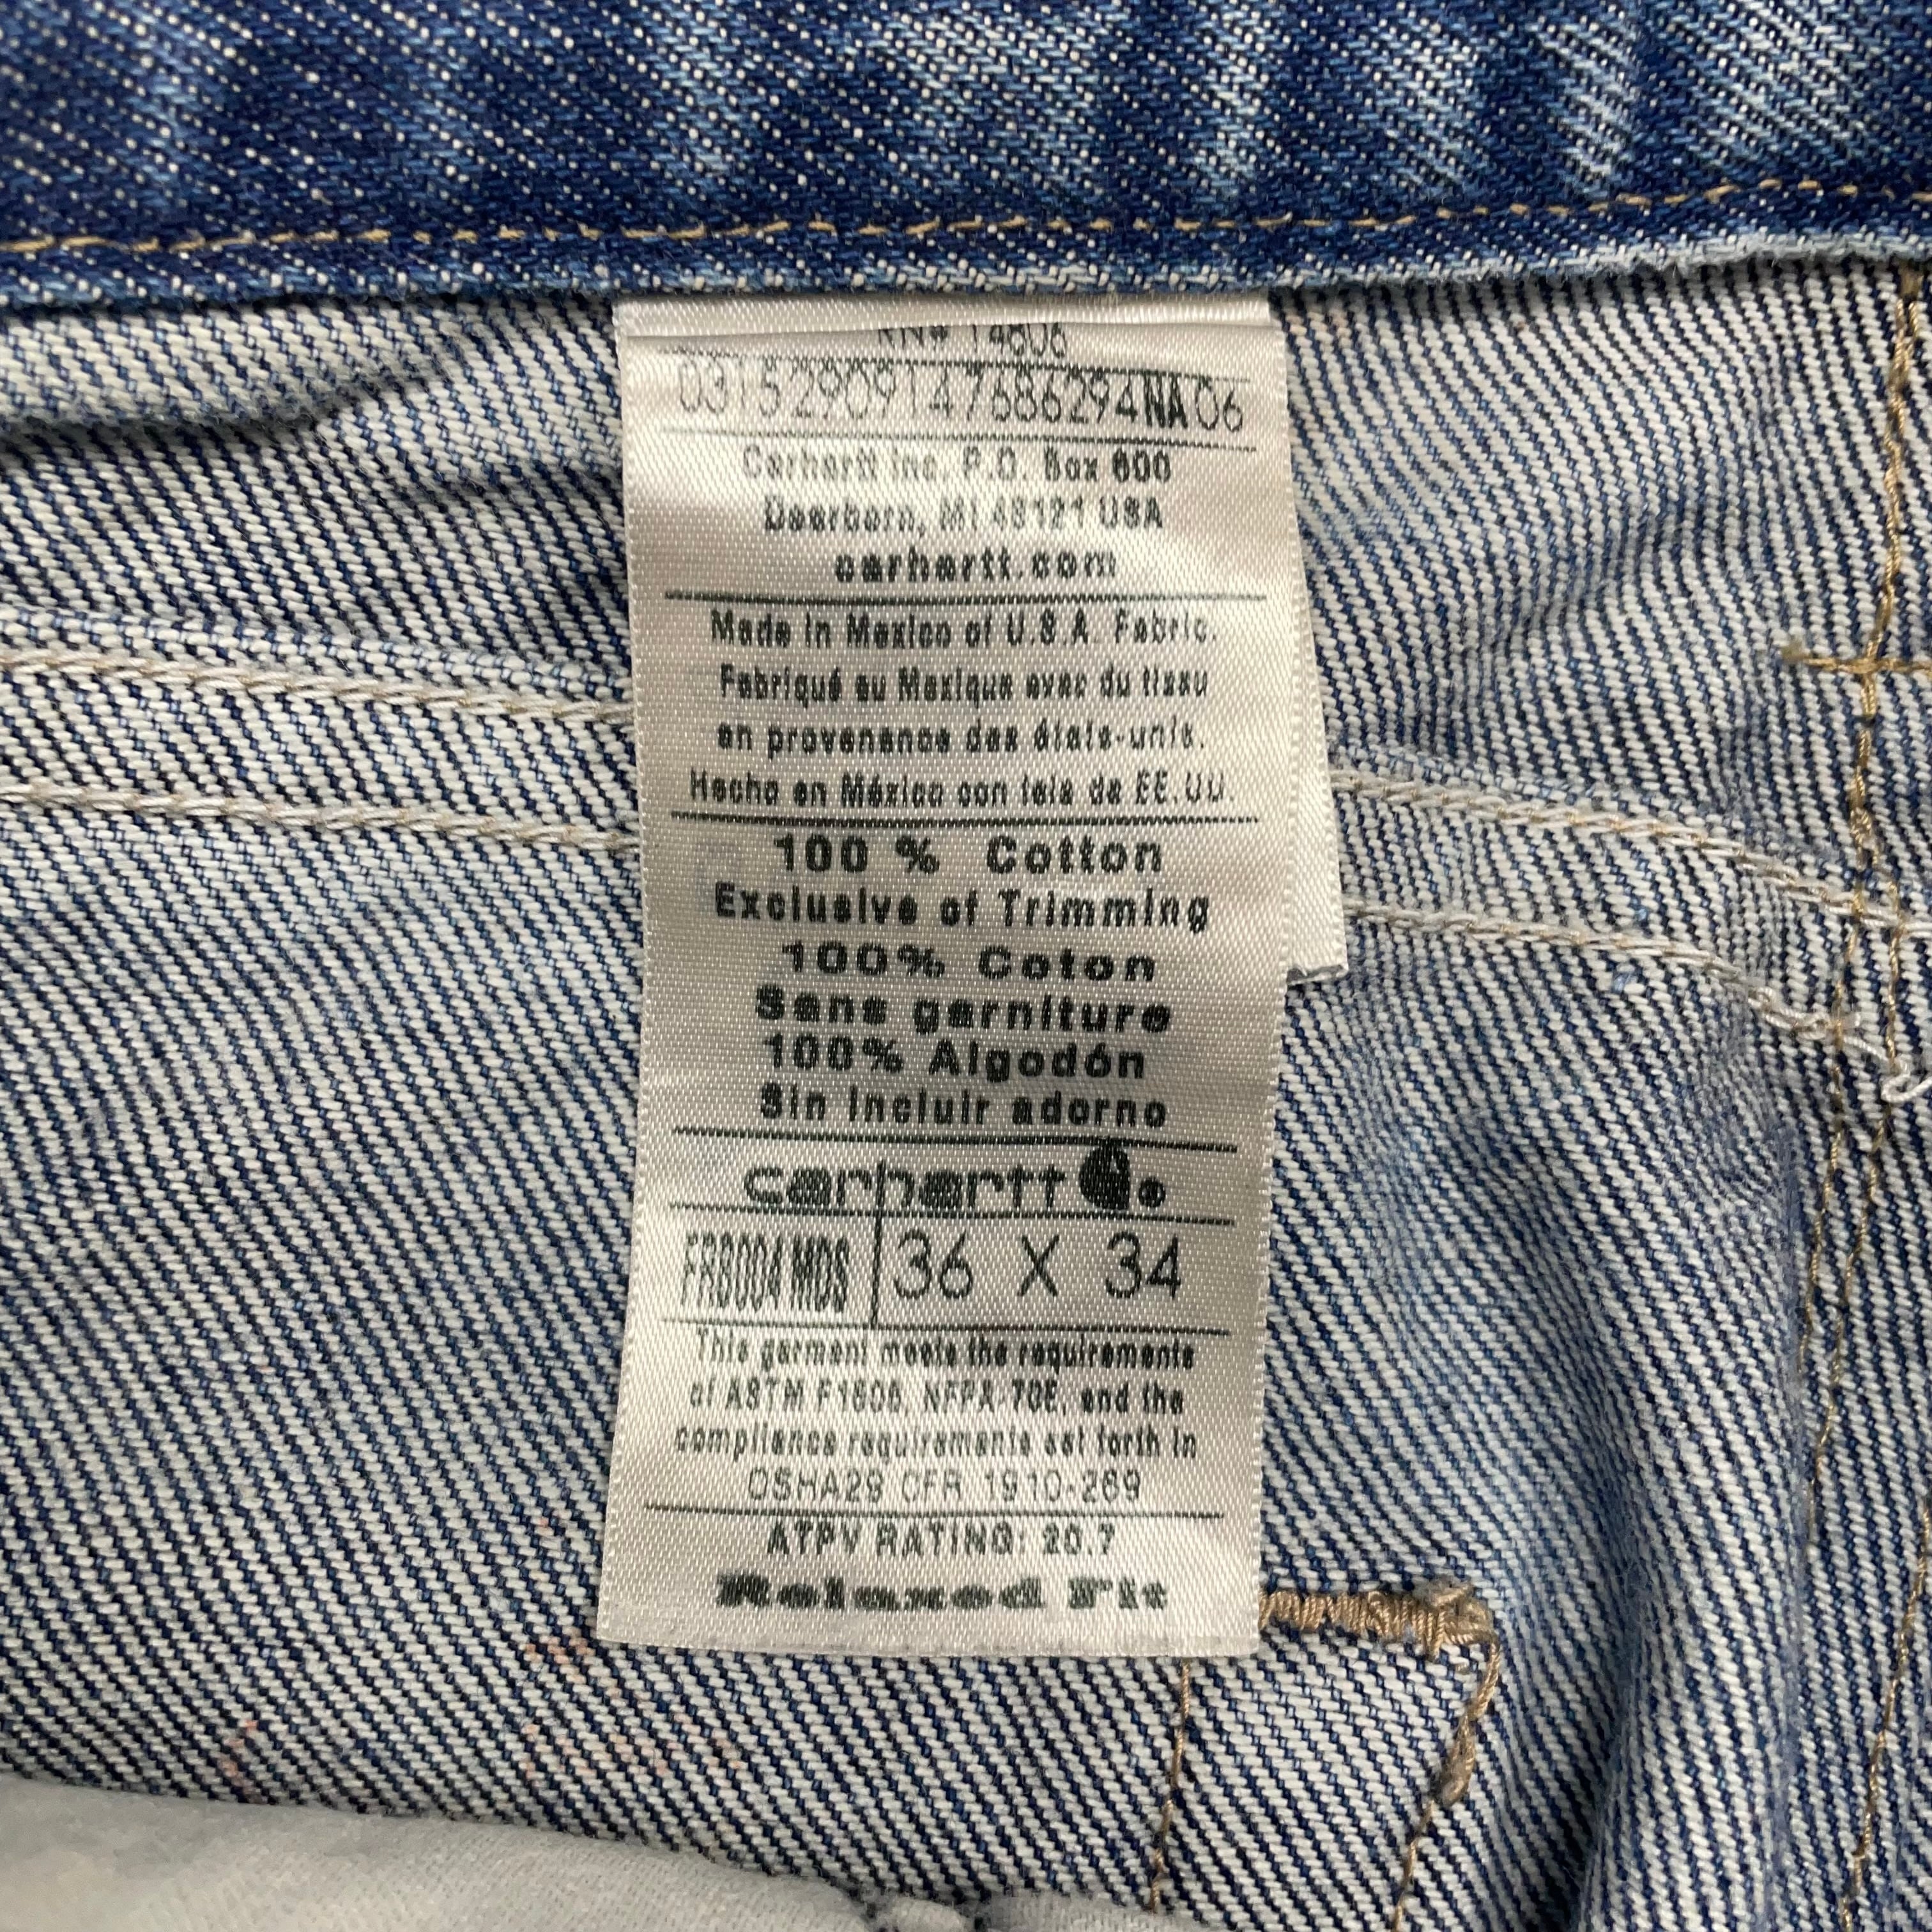 RN# 14806
0315290914768629​4NA06
Carhartt Inc. P.O. Box 600
Dearborn, MI 48121 USA
carhartt.com
Made in Mexico of U.S.A. Fabric.
Fabriqué au Mexique avec du tissu
en provenance des états-unis.
Hecho en México con tela de EE.UU.
100 % Cotton
Exclusive of Trimming
100% Coton
Sans garniture
100% Algodón
Sin Incluir adorno
carhartt
FRB004 MDS 36 X 34
This garment meets the requirements
of ASTM F1506, NFPA-70E, and the
compliance requirements set forth in
OSHA29 CFR 1910-269
ATPV RATING: 20.7
Relaxed Fit